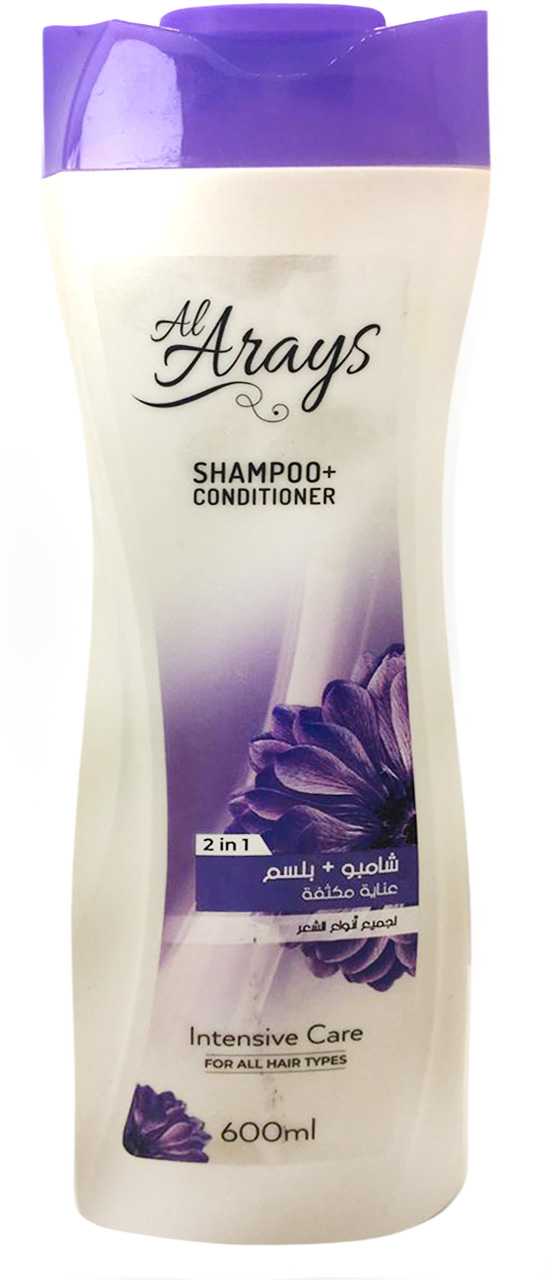 Al
Arays
SHAMPOO+
CONDITIONER
2 in 1
شامبو + بلسم
عناية مكثفة
لجميع أنواع الشعر
Intensive Care
FOR ALL HAIR TYPES
600ml